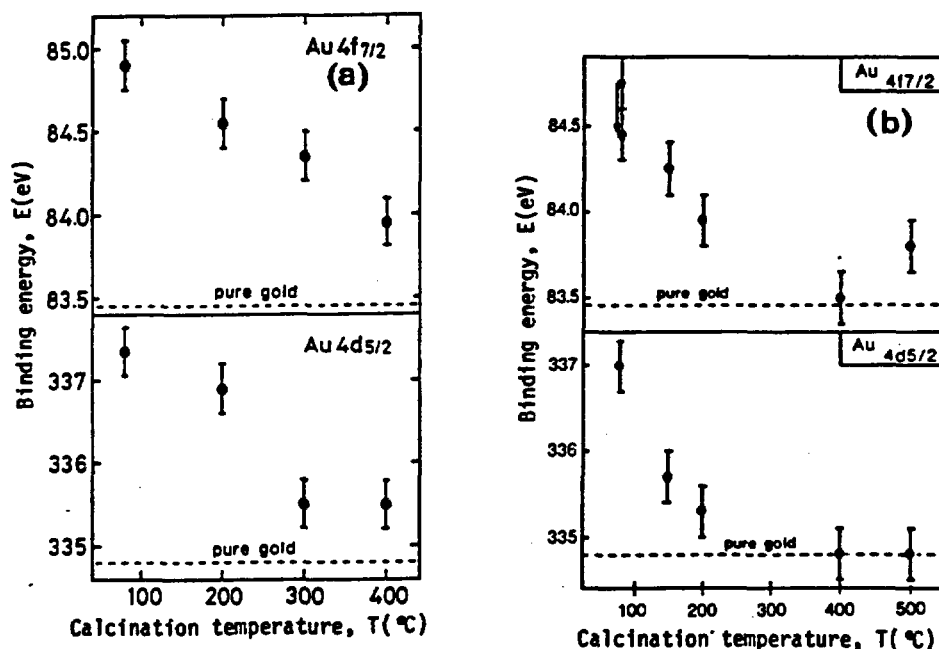 Au 4f7/2
(a)
85.0
84.5
84.0
83.5
pure gold
Au 4d5/2
337
336
335
pure gold
Binding energy, E(eV)
100 200 300 400
Calcination temperature, T(°C)
Au 4f7/2
(b)
84.5
84.0
83.5
pure gold
Au 4d5/2
337
336
335
pure gold
Binding energy, E(eV)
100 200 300 400 500
Calcination temperature, T(°C)